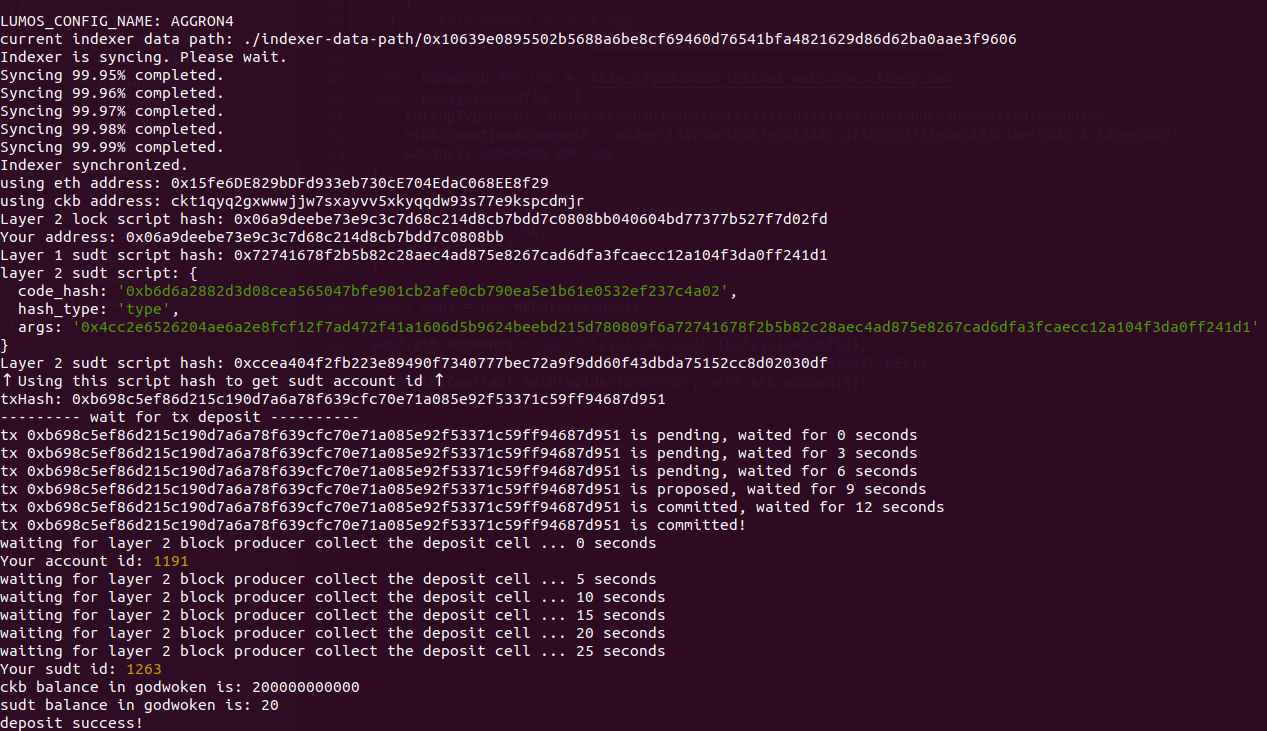 LUMOS_CONFIG_NAME: AGGRON4
current indexer data path: ./indexer-data-path/0x10639e0895502b5688a6be8cf69460d76541bfa4821629d86d62ba0aae3f9606
Indexer is syncing. Please wait.
Syncing 99.95% completed.
Syncing 99.96% completed.
Syncing 99.97% completed.
Syncing 99.98% completed.
Syncing 99.99% completed.
Indexer synchronized.
using eth address: 0x15fe6DE829bDFd933eb730cE704EdaC068EE8f29
using ckb address: ckt1qyq2gxwwwjjw7sxayvv5xkyqqdw93s77e9kspcdmjr
Layer 2 lock script hash: 0x06a9deebe73e9c3c7d68c214d8cb7bdd7c0808bb040604bd77377b527f7d02fd
Your address: 0x06a9deebe73e9c3c7d68c214d8cb7bdd7c0808bb
Layer 1 sudt script hash: 0x72741678f2b5b82c28aec4ad875e8267cad6dfa3fcaecc12a104f3da0ff241d1
layer 2 sudt script: {
  code_hash: '0xb6d6a2882d3d08cea565047bfe901cb2afe0cb790ea5e1b61e0532ef237c4a02',
  hash_type: 'type',
  args: '0x4cc2e6526204ae6a2e8fcf12f7ad472f41a1606d5b9624beebd215d780809f6a72741678f2b5b82c28aec4ad875e8267cad6dfa3fcaecc12a104f3da0ff241d1'
}
Layer 2 sudt script hash: 0xccea404f2fb223e89490f7340777bec72a9f9dd60f43dbda75152cc8d02030df
↑Using this script hash to get sudt account id ↑
txHash: 0xb698c5ef86d215c190d7a6a78f639cfc70e71a085e92f53371c59ff94687d951
--------- wait for tx deposit ----------
tx 0xb698c5ef86d215c190d7a6a78f639cfc70e71a085e92f53371c59ff94687d951 is pending, waited for 0 seconds
tx 0xb698c5ef86d215c190d7a6a78f639cfc70e71a085e92f53371c59ff94687d951 is pending, waited for 3 seconds
tx 0xb698c5ef86d215c190d7a6a78f639cfc70e71a085e92f53371c59ff94687d951 is pending, waited for 6 seconds
tx 0xb698c5ef86d215c190d7a6a78f639cfc70e71a085e92f53371c59ff94687d951 is proposed, waited for 9 seconds
tx 0xb698c5ef86d215c190d7a6a78f639cfc70e71a085e92f53371c59ff94687d951 is committed, waited for 12 seconds
tx 0xb698c5ef86d215c190d7a6a78f639cfc70e71a085e92f53371c59ff94687d951 is committed!
waiting for layer 2 block producer collect the deposit cell ... 0 seconds
Your account id: 1191
waiting for layer 2 block producer collect the deposit cell ... 5 seconds
waiting for layer 2 block producer collect the deposit cell ... 10 seconds
waiting for layer 2 block producer collect the deposit cell ... 15 seconds
waiting for layer 2 block producer collect the deposit cell ... 20 seconds
waiting for layer 2 block producer collect the deposit cell ... 25 seconds
Your sudt id: 1263
ckb balance in godwoken is: 200000000000
sudt balance in godwoken is: 20
deposit success!